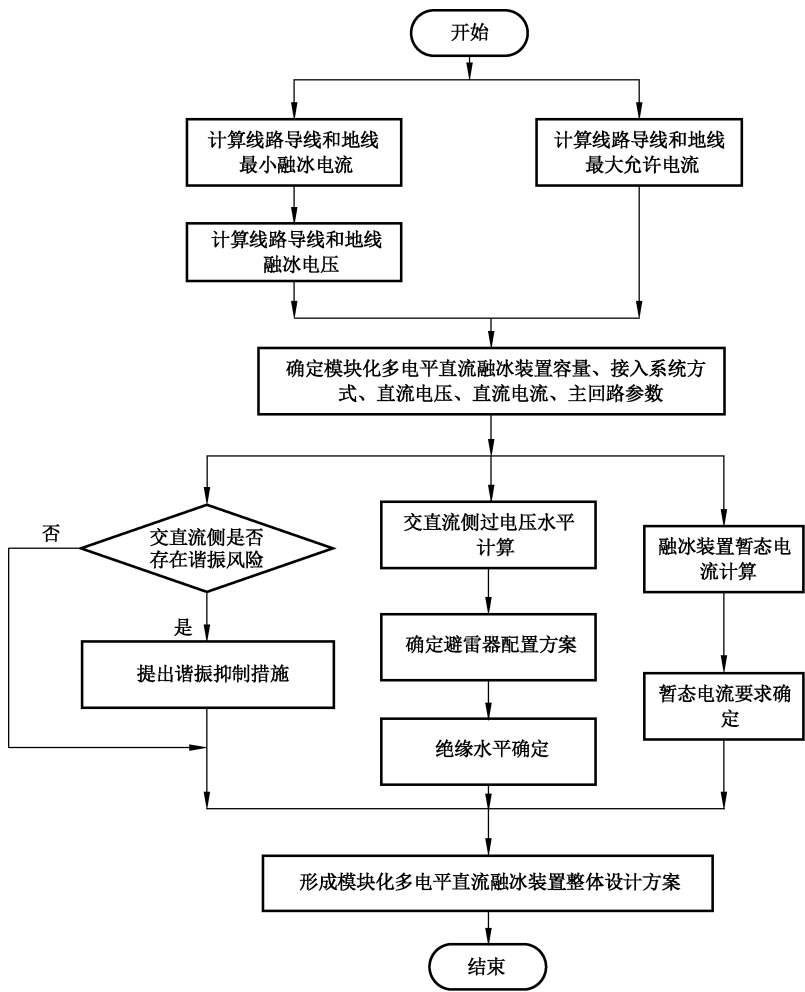 开始
计算线路导线和地线
最小融冰电流
计算线路导线和地线
最大允许电流
计算线路导线和地线
融冰电压
确定模块化多电平直流融冰装置容量、接入系统方
式、直流电压、直流电流、主回路参数
否
交直流侧是否
存在谐振风险
是
提出谐振抑制措施
交直流侧过电压水平
计算
确定避雷器配置方案
绝缘水平确定
融冰装置暂态电
流计算
暂态电流要求确
定
形成模块化多电平直流融冰装置整体设计方案
结束